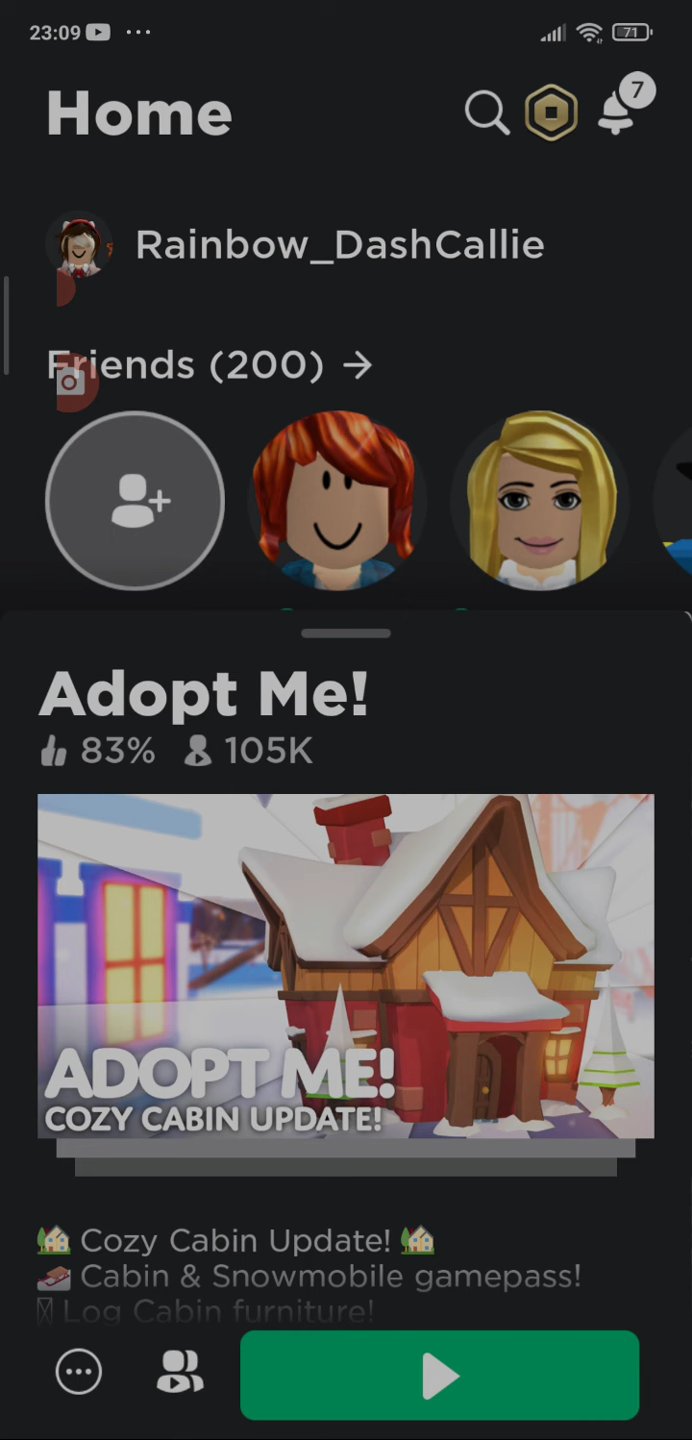 23:09
71
Home
7
Rainbow_DashCallie
Friends (200) →
Adopt Me!
83% 105K
ADOPT ME!
COZY CABIN UPDATE!
🏡 Cozy Cabin Update! 🏡
🛷 Cabin & Snowmobile gamepass!
Log Cabin furniture!